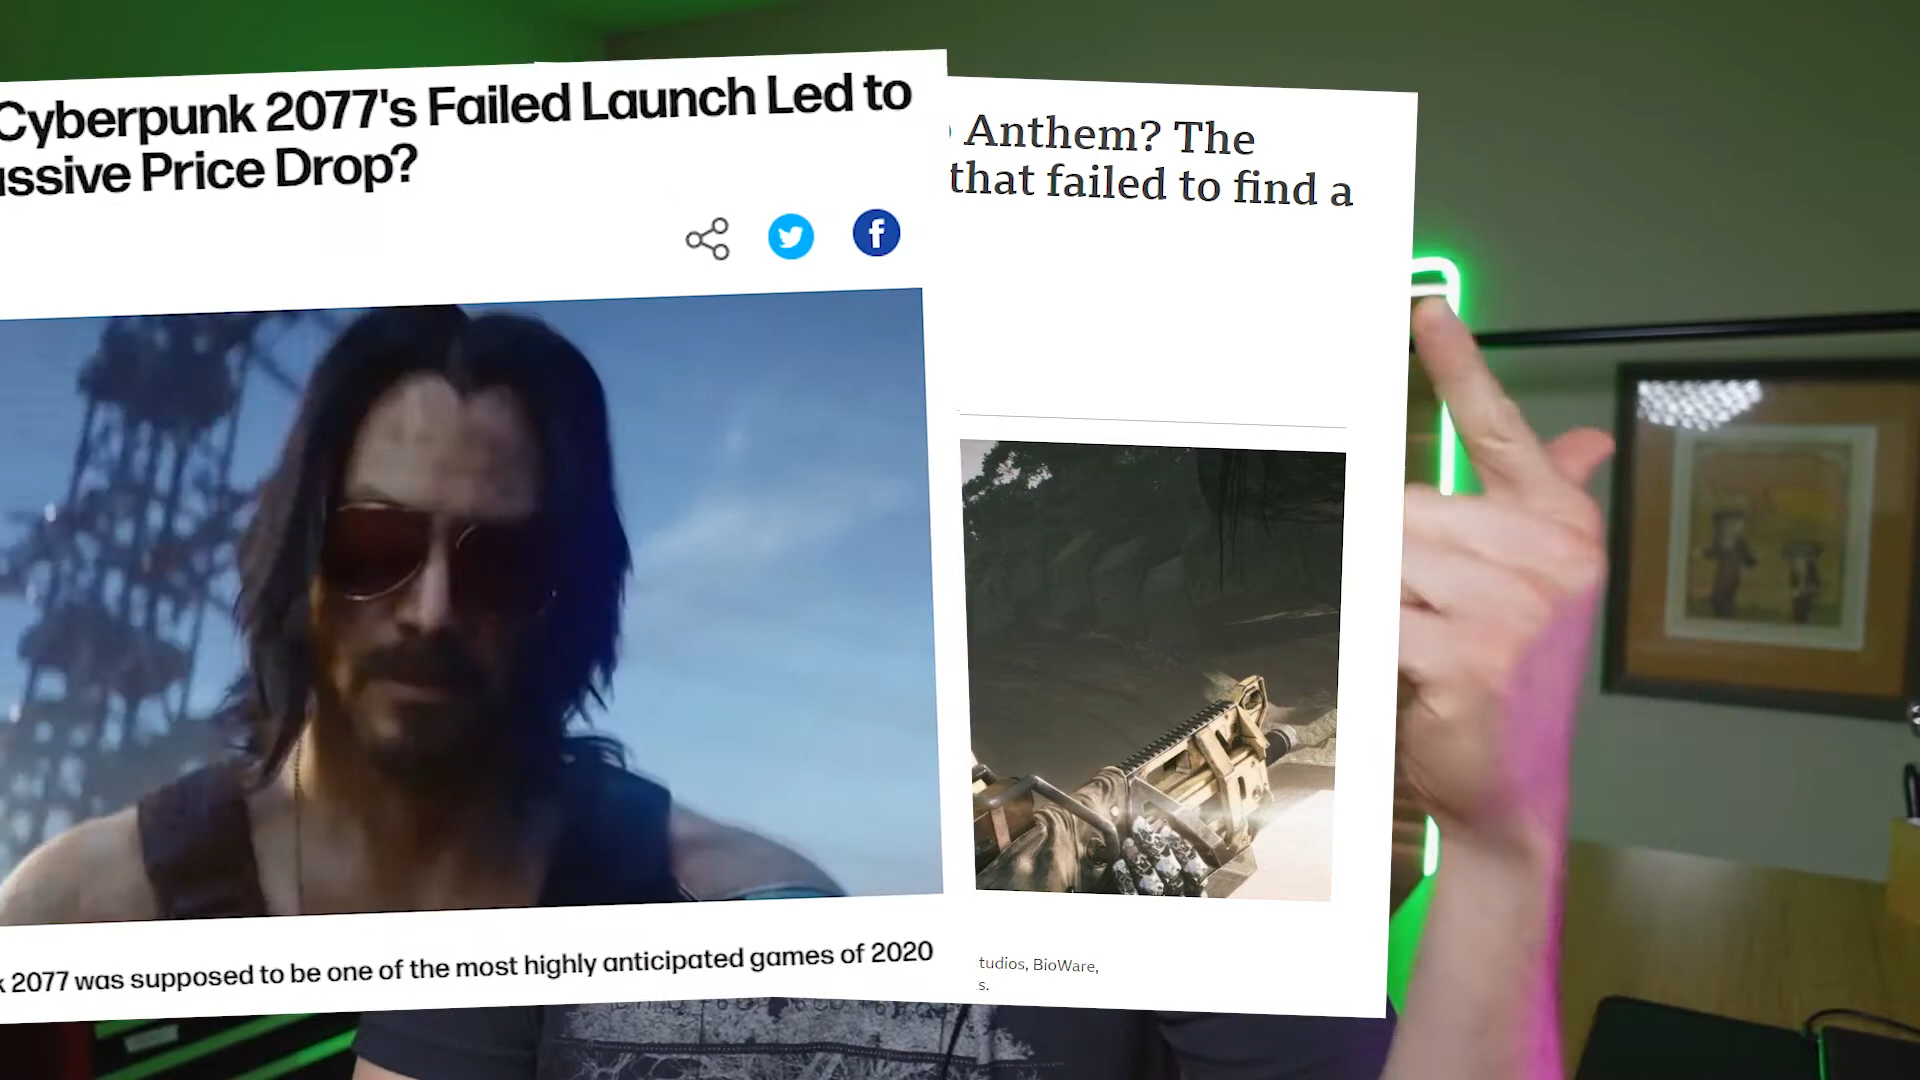 Cyberpunk 2077's Failed Launch Led to
ssive Price Drop?
2077 was supposed to be one of the most highly anticipated games of 2020
Anthem? The
that failed to find a
tudios, BioWare,
s.